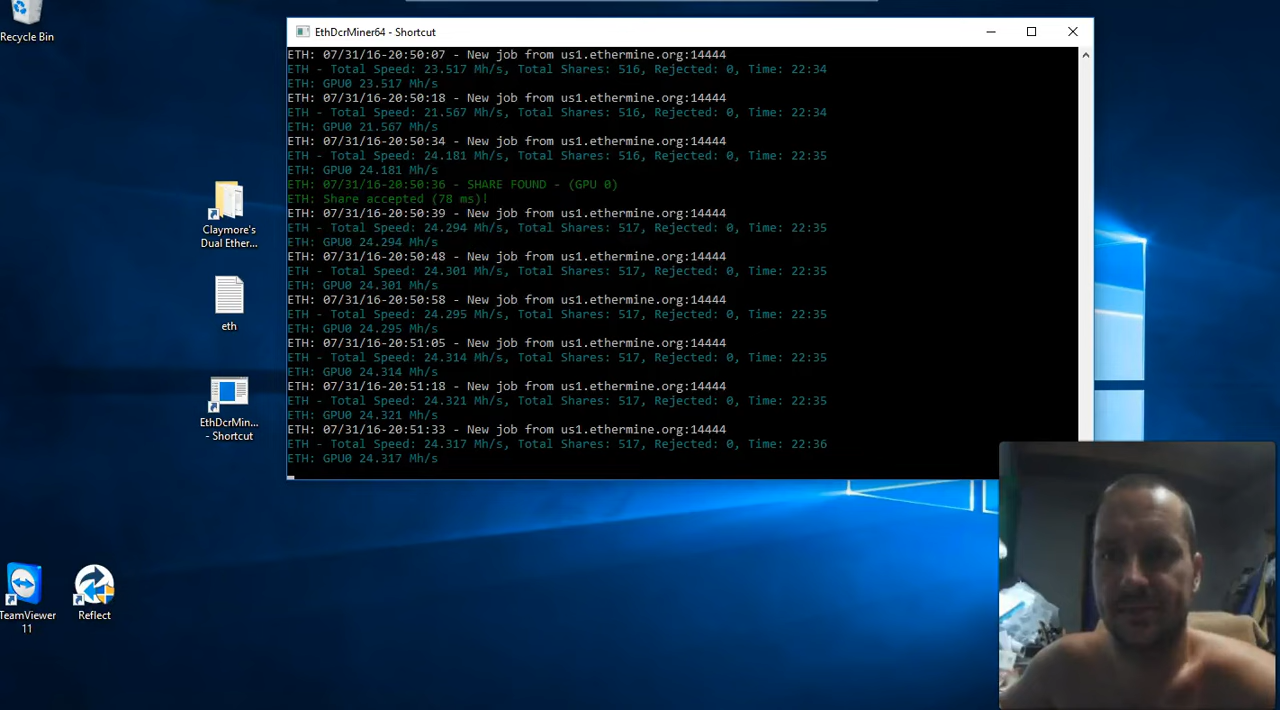 Recycle Bin
EthDcrMiner64 - Shortcut
ETH: 07/31/16-20:50:07 - New job from us1.ethermine.org:14444
ETH - Total Speed: 23.517 Mh/s, Total Shares: 516, Rejected: 0, Time: 22:34
ETH: GPU0 23.517 Mh/s
ETH: 07/31/16-20:50:18 - New job from us1.ethermine.org:14444
ETH - Total Speed: 21.567 Mh/s, Total Shares: 516, Rejected: 0, Time: 22:34
ETH: GPU0 21.567 Mh/s
ETH: 07/31/16-20:50:34 - New job from us1.ethermine.org:14444
ETH - Total Speed: 24.181 Mh/s, Total Shares: 516, Rejected: 0, Time: 22:35
ETH: GPU0 24.181 Mh/s
ETH: 07/31/16-20:50:36 - SHARE FOUND - (GPU 0)
ETH: Share accepted (78 ms)!
ETH: 07/31/16-20:50:39 - New job from us1.ethermine.org:14444
ETH - Total Speed: 24.294 Mh/s, Total Shares: 517, Rejected: 0, Time: 22:35
ETH: GPU0 24.294 Mh/s
ETH: 07/31/16-20:50:48 - New job from us1.ethermine.org:14444
ETH - Total Speed: 24.301 Mh/s, Total Shares: 517, Rejected: 0, Time: 22:35
ETH: GPU0 24.301 Mh/s
ETH: 07/31/16-20:50:58 - New job from us1.ethermine.org:14444
ETH - Total Speed: 24.295 Mh/s, Total Shares: 517, Rejected: 0, Time: 22:35
ETH: GPU0 24.295 Mh/s
ETH: 07/31/16-20:51:05 - New job from us1.ethermine.org:14444
ETH - Total Speed: 24.314 Mh/s, Total Shares: 517, Rejected: 0, Time: 22:35
ETH: GPU0 24.314 Mh/s
ETH: 07/31/16-20:51:18 - New job from us1.ethermine.org:14444
ETH - Total Speed: 24.321 Mh/s, Total Shares: 517, Rejected: 0, Time: 22:35
ETH: GPU0 24.321 Mh/s
ETH: 07/31/16-20:51:33 - New job from us1.ethermine.org:14444
ETH - Total Speed: 24.317 Mh/s, Total Shares: 517, Rejected: 0, Time: 22:36
ETH: GPU0 24.317 Mh/s
Claymore's
Dual Ether...
eth
EthDcrMin...
- Shortcut
TeamViewer
11
Reflect